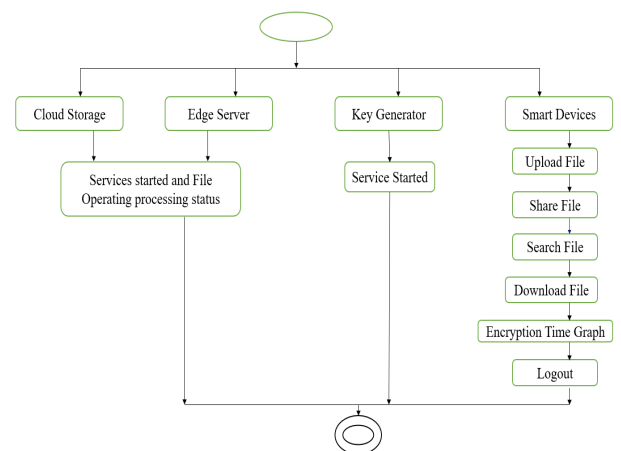 Cloud Storage
Edge Server
Key Generator
Smart Devices
Services started and File
Operating processing status
Service Started
Upload File
Share File
Search File
Download File
Encryption Time Graph
Logout